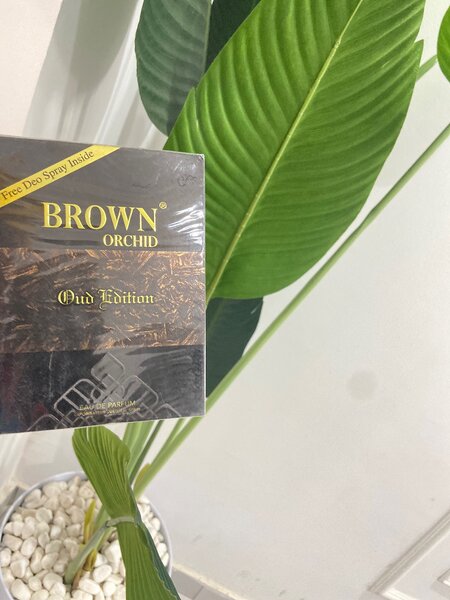 Free Deo Spray Inside
BROWN®
ORCHID
Oud Edition
EAU DE PARFUM